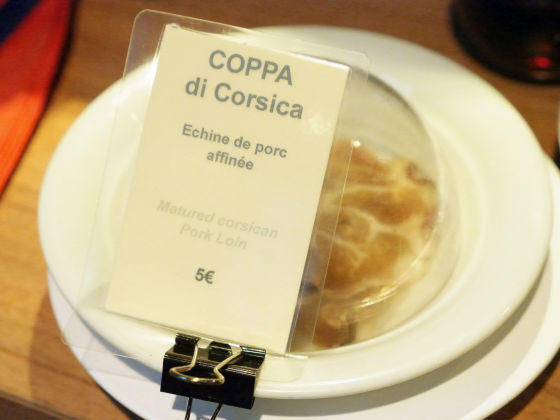 COPPA
di Corsica
Echine de porc
affinée
Matured corsican
Pork Loin
5€